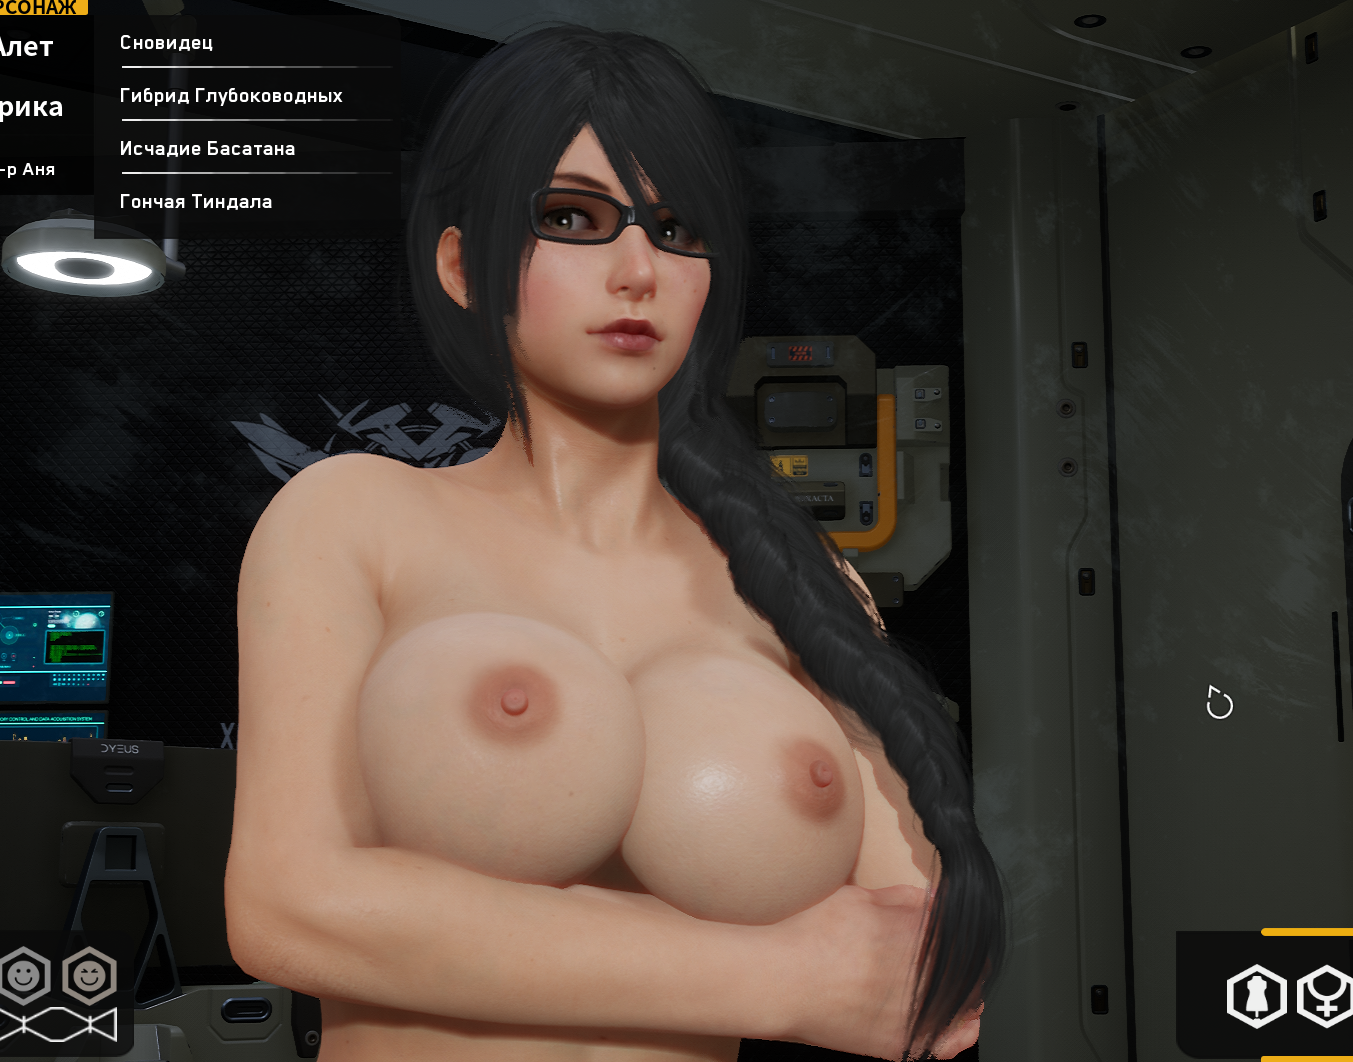 РСОНАЖ
Алет
рика
-р Аня
Сновидец
Гибрид Глубоководных
Исчадие Басатана
Гончая Тиндала
DYEUS
X